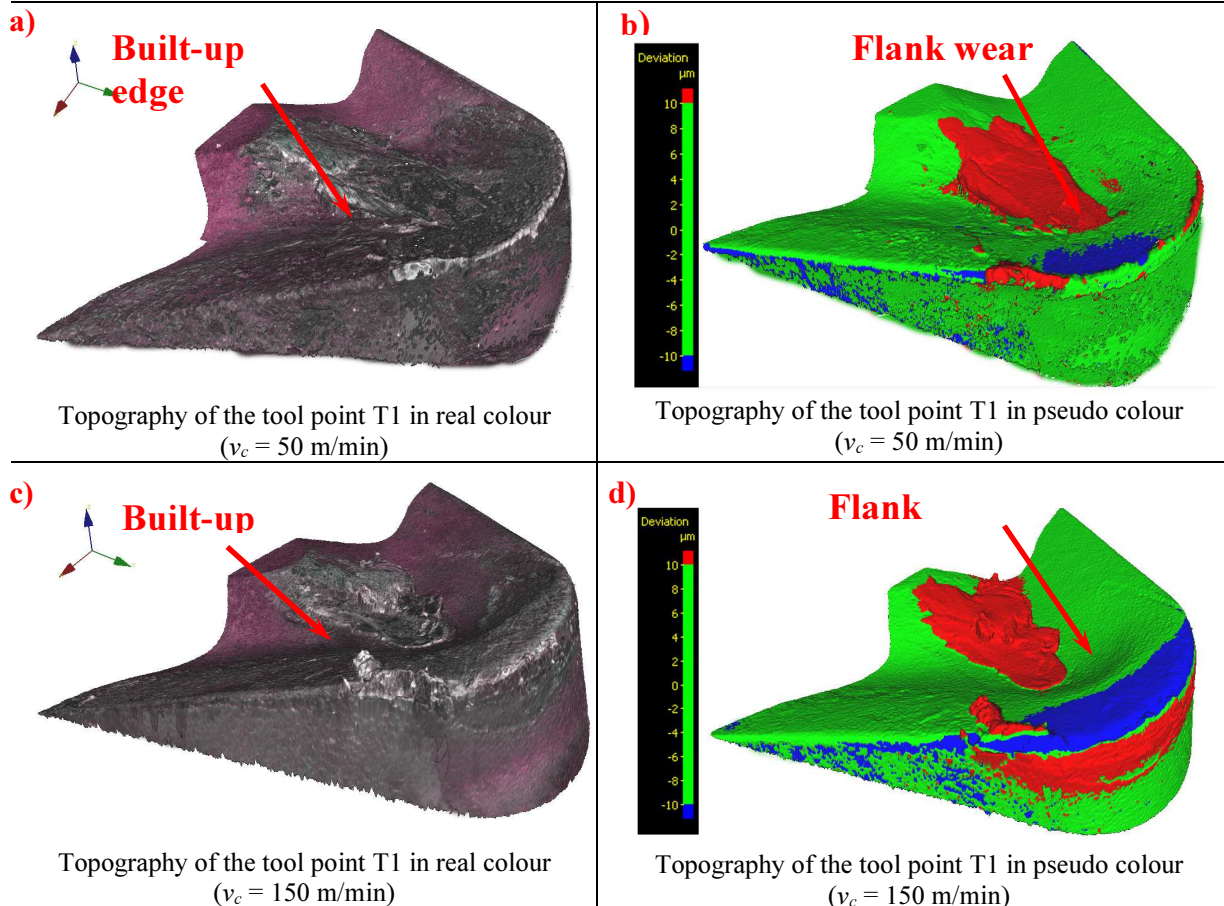 a)
Built-up
edge
Topography of the tool point T1 in real colour
(v_c = 50 m/min)
b)
Flank wear
Deviation
µm
10
8
6
4
2
0
-2
-4
-6
-8
-10
Topography of the tool point T1 in pseudo colour
(v_c = 50 m/min)
c)
Built-up
Topography of the tool point T1 in real colour
(v_c = 150 m/min)
d)
Flank
Deviation
µm
10
8
6
4
2
0
-2
-4
-6
-8
-10
Topography of the tool point T1 in pseudo colour
(v_c = 150 m/min)